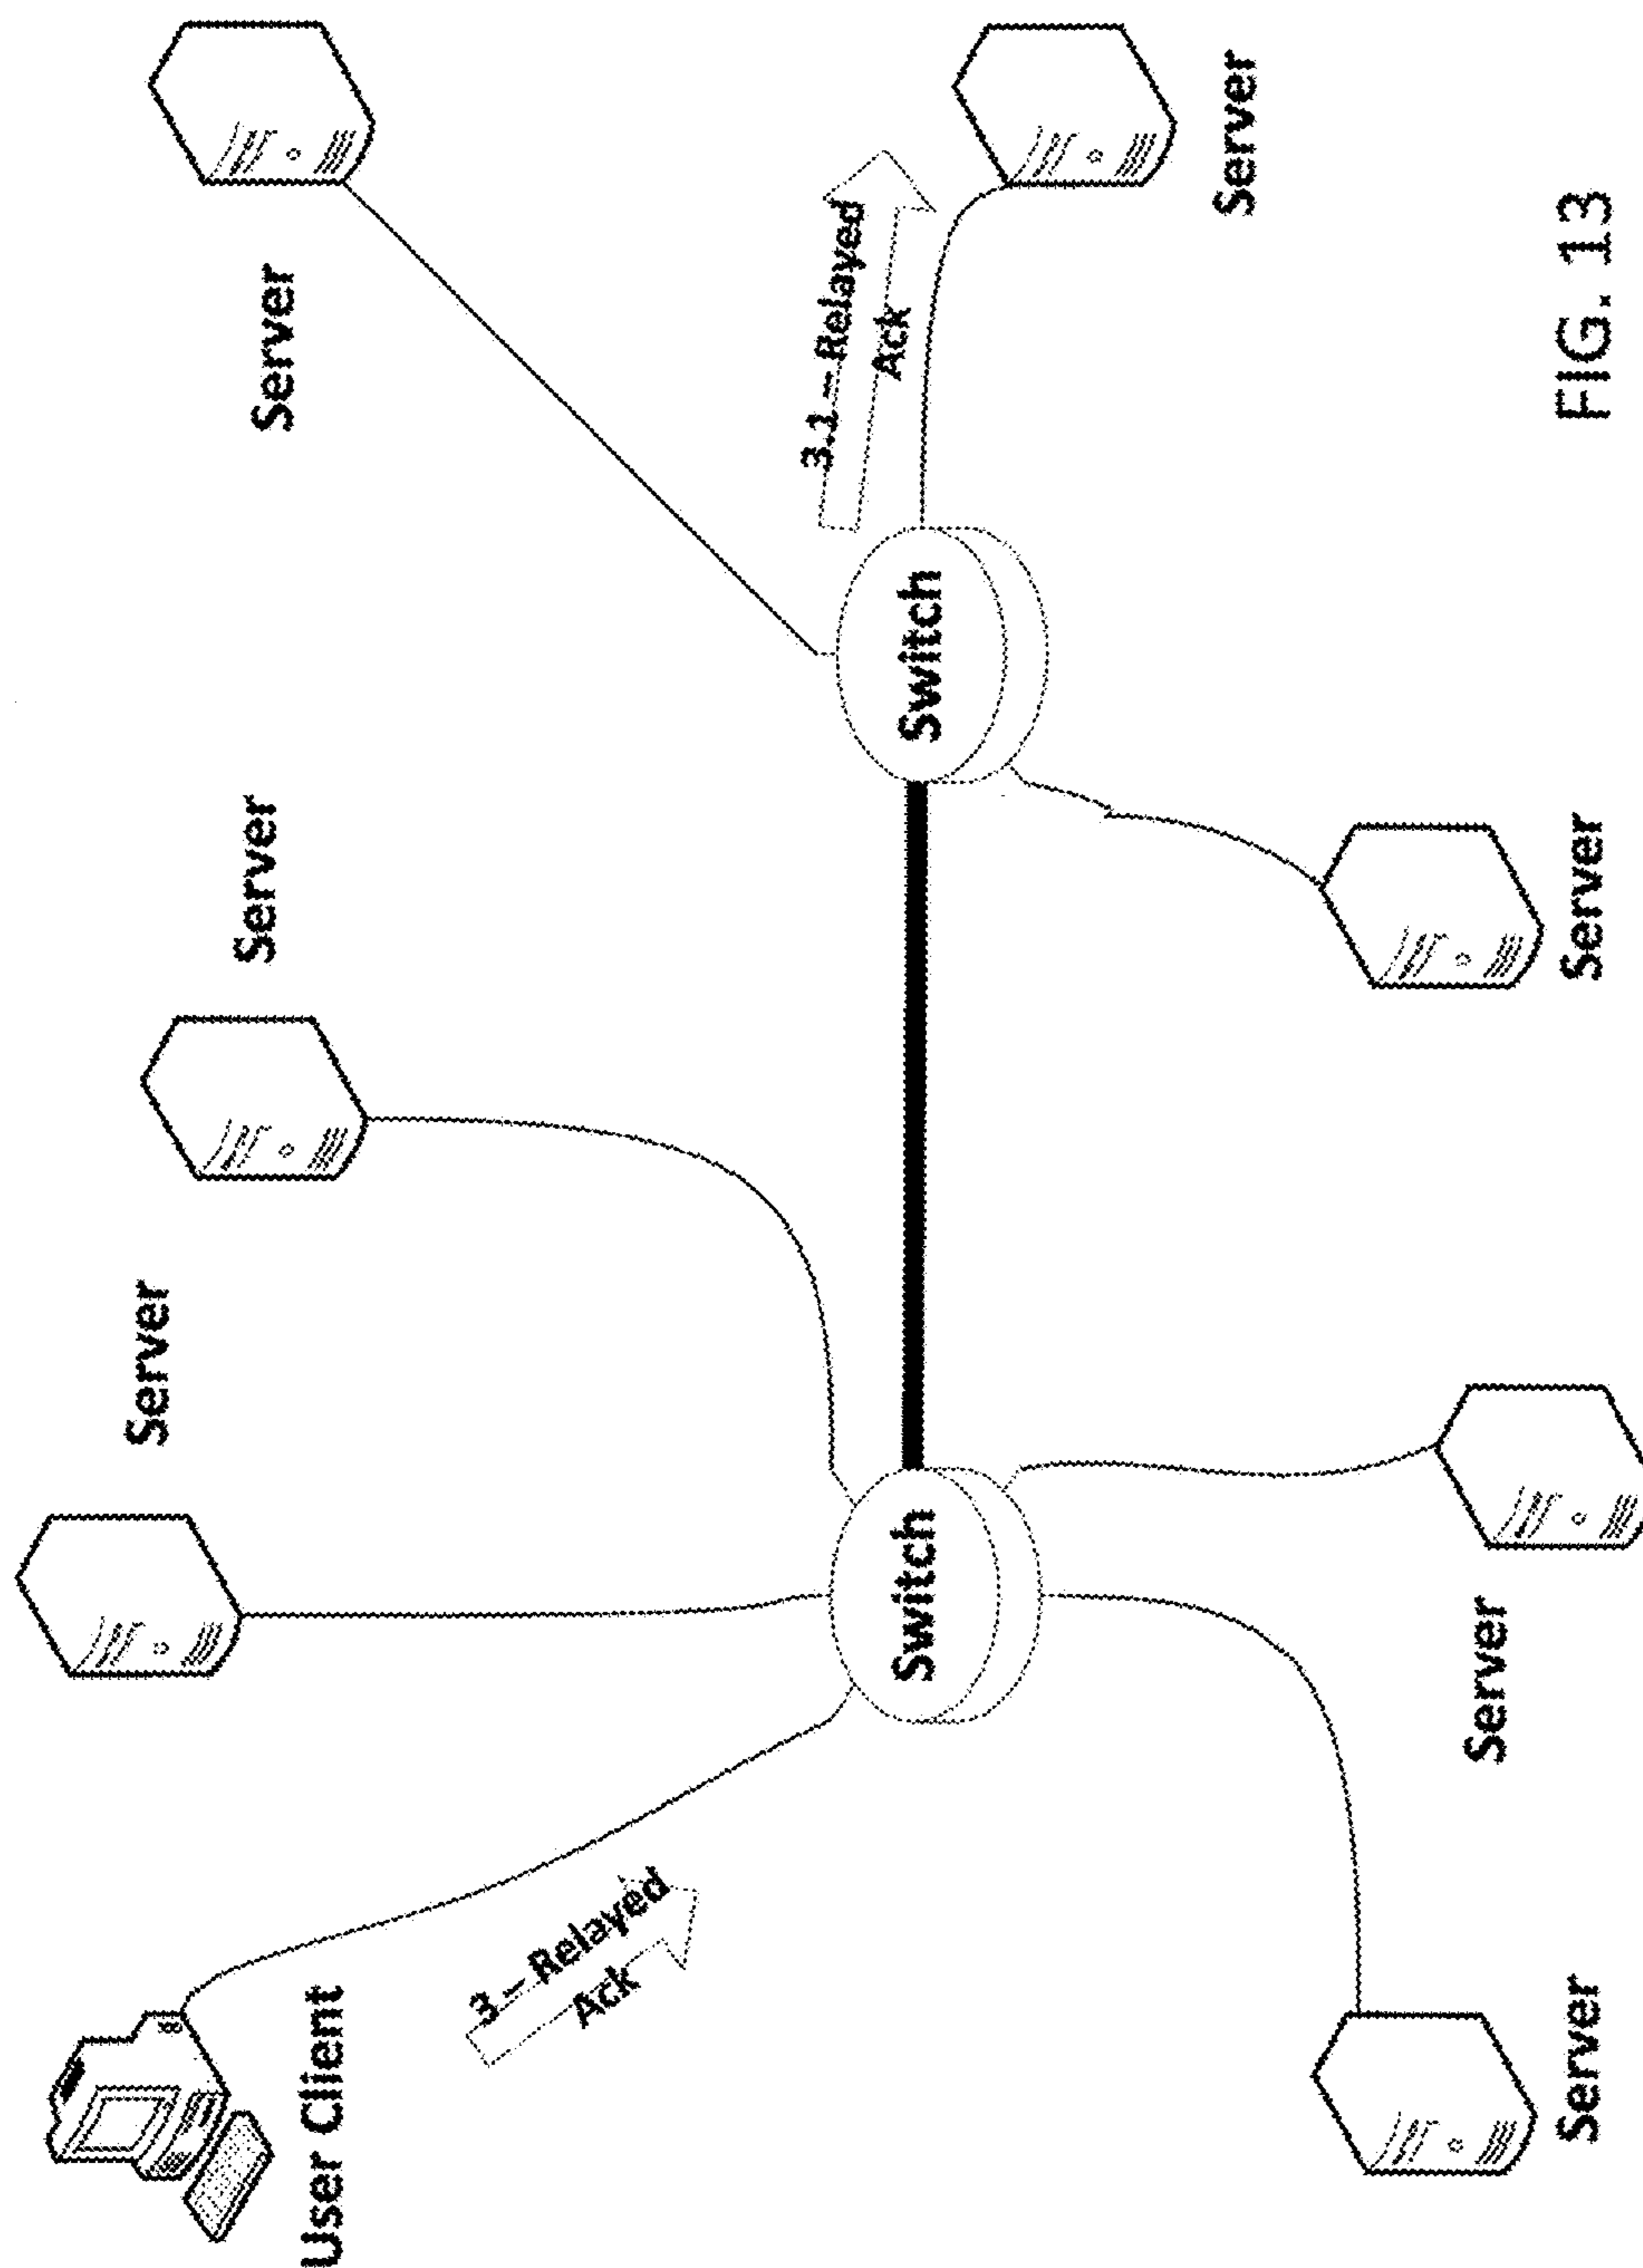 Server
Server
Server
User Client
3 – Relayed
Ack
3.1 – Relayed
Ack
Switch
Switch
Server
Server
Server
Server
FIG. 13